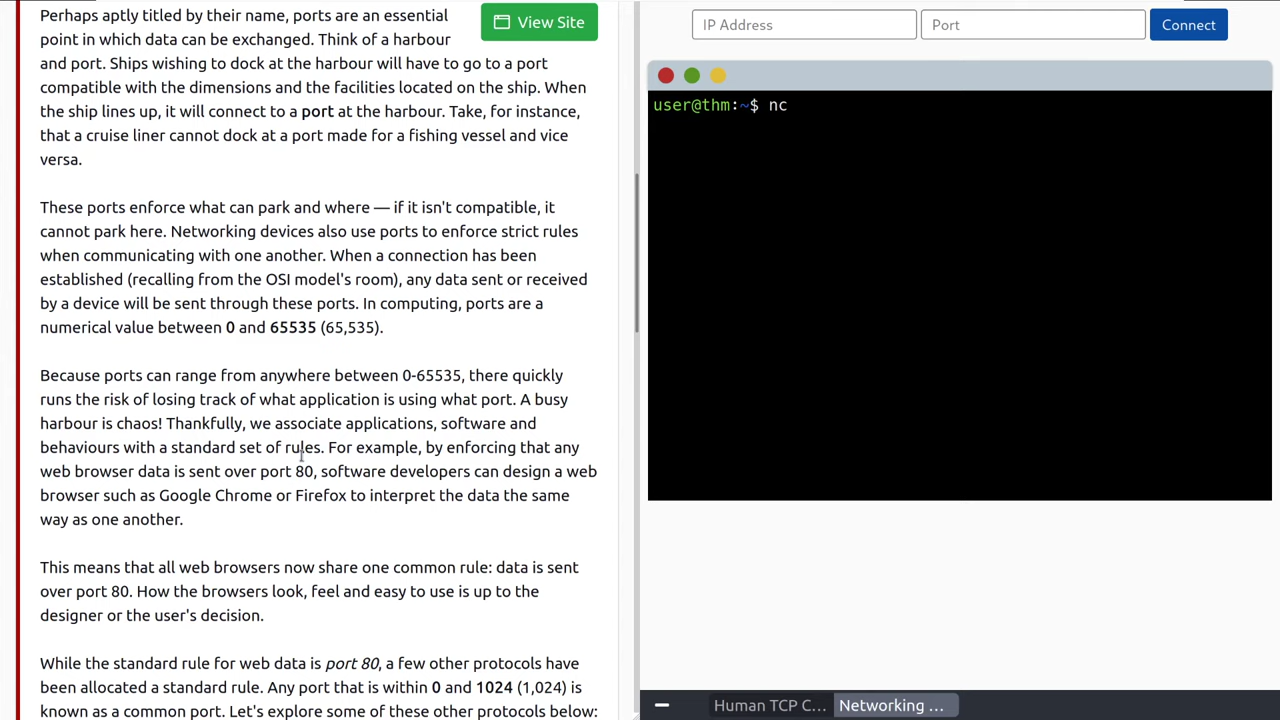 Perhaps aptly titled by their name, ports are an essential
point in which data can be exchanged. Think of a harbour
and port. Ships wishing to dock at the harbour will have to go to a port
compatible with the dimensions and the facilities located on the ship. When
the ship lines up, it will connect to a port at the harbour. Take, for instance,
that a cruise liner cannot dock at a port made for a fishing vessel and vice
versa.
These ports enforce what can park and where — if it isn't compatible, it
cannot park here. Networking devices also use ports to enforce strict rules
when communicating with one another. When a connection has been
established (recalling from the OSI model's room), any data sent or received
by a device will be sent through these ports. In computing, ports are a
numerical value between 0 and 65535 (65,535).
Because ports can range from anywhere between 0-65535, there quickly
runs the risk of losing track of what application is using what port. A busy
harbour is chaos! Thankfully, we associate applications, software and
behaviours with a standard set of rules. For example, by enforcing that any
web browser data is sent over port 80, software developers can design a web
browser such as Google Chrome or Firefox to interpret the data the same
way as one another.
This means that all web browsers now share one common rule: data is sent
over port 80. How the browsers look, feel and easy to use is up to the
designer or the user's decision.
While the standard rule for web data is port 80, a few other protocols have
been allocated a standard rule. Any port that is within 0 and 1024 (1,024) is
known as a common port. Let's explore some of these other protocols below:
View Site
IP Address
Port
Connect
user@thm:~$ nc
Human TCP C...
Networking ...